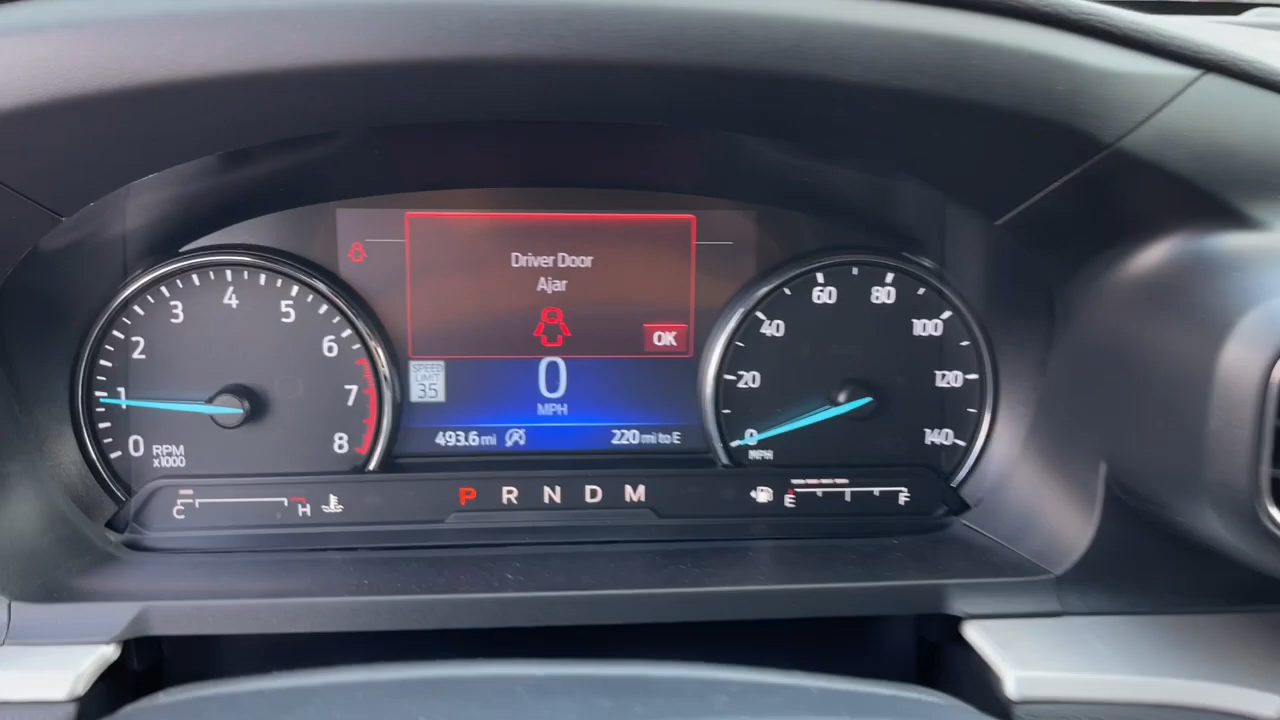 Driver Door
Ajar
OK
SPEED
LIMIT
35
0
MPH
493.6 mi
220 mi to E
0 1 2 3 4 5 6 7 8
RPM
x1000
0 20 40 60 80 100 120 140
MPH
C H
P R N D M
E F